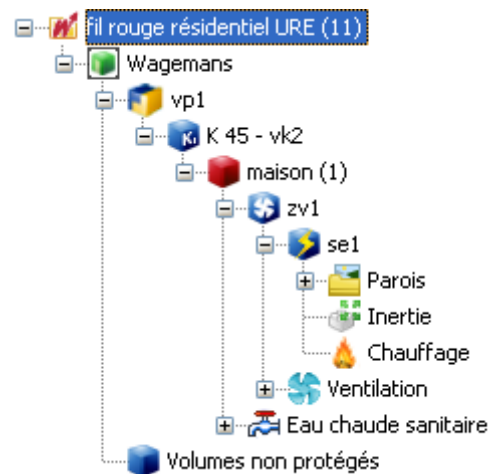 fil rouge résidentiel URE (11)
Wagemans
vp1
K 45 - vk2
maison (1)
zv1
se1
Parois
Inertie
Chauffage
Ventilation
Eau chaude sanitaire
Volumes non protégés